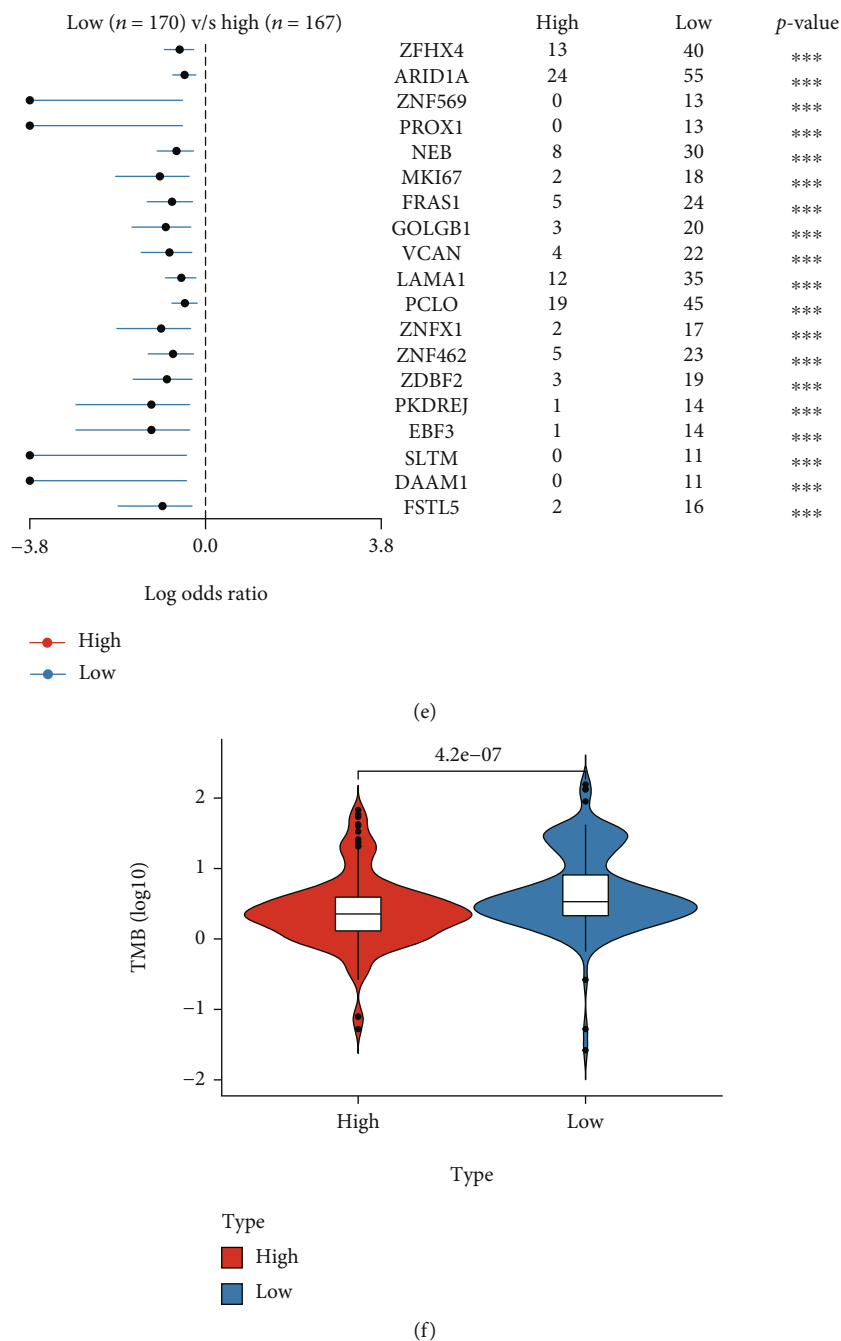 Low (n = 170) v/s high (n = 167) High Low p-value
ZFHX4 13 40 ***
ARID1A 24 55 ***
ZNF569 0 13 ***
PROX1 0 13 ***
NEB 8 30 ***
MKI67 2 18 ***
FRAS1 5 24 ***
GOLGB1 3 20 ***
VCAN 4 22 ***
LAMA1 12 35 ***
PCLO 19 45 ***
ZNFX1 2 17 ***
ZNF462 5 23 ***
ZDBF2 3 19 ***
PKDREJ 1 14 ***
EBF3 1 14 ***
SLTM 0 11 ***
DAAM1 0 11 ***
FSTL5 2 16 ***
−3.8 0.0 3.8
Log odds ratio
High
Low
(e)
4.2e−07
2
1
0
−1
−2
TMB (log10)
High Low
Type
Type
High
Low
(f)